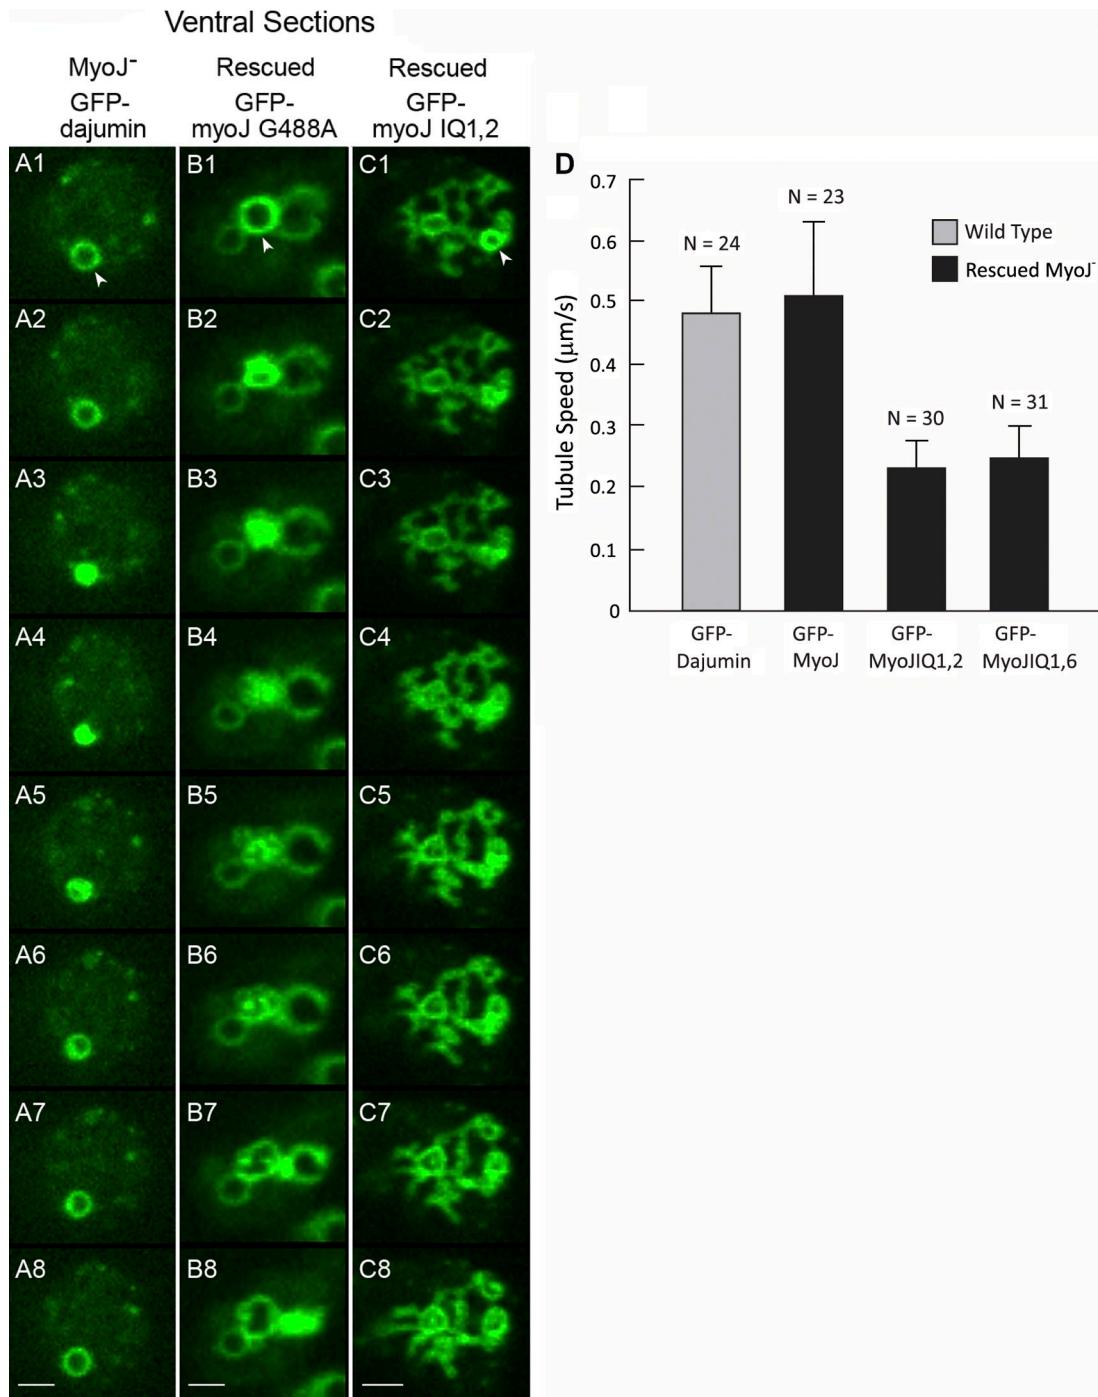 Ventral Sections
MyoJ⁻
GFP-
dajumin
Rescued
GFP-
myoJ G488A
Rescued
GFP-
myoJ IQ1,2
A1
B1
C1
A2
B2
C2
A3
B3
C3
A4
B4
C4
A5
B5
C5
A6
B6
C6
A7
B7
C7
A8
B8
C8
D
Tubule Speed (μm/s)
0.7
0.6
0.5
0.4
0.3
0.2
0.1
0
N = 24
N = 23
N = 30
N = 31
Wild Type
Rescued MyoJ⁻
GFP-
Dajumin
GFP-
MyoJ
GFP-
MyoJIQ1,2
GFP-
MyoJIQ1,6